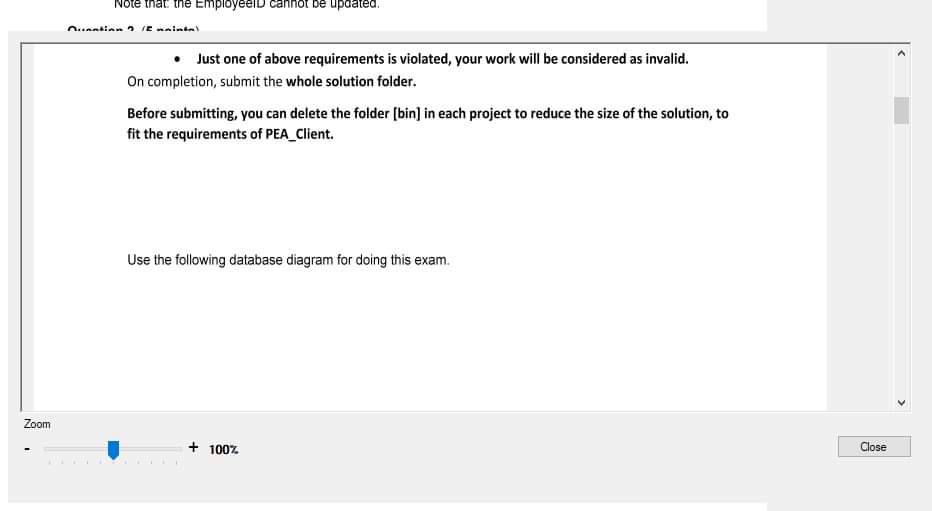 Note that: the EmployeeID cannot be updated.
Question 2 (5 points)
• Just one of above requirements is violated, your work will be considered as invalid.
On completion, submit the whole solution folder.
Before submitting, you can delete the folder [bin] in each project to reduce the size of the solution, to
fit the requirements of PEA_Client.
Use the following database diagram for doing this exam.
Zoom
- + 100%
Close